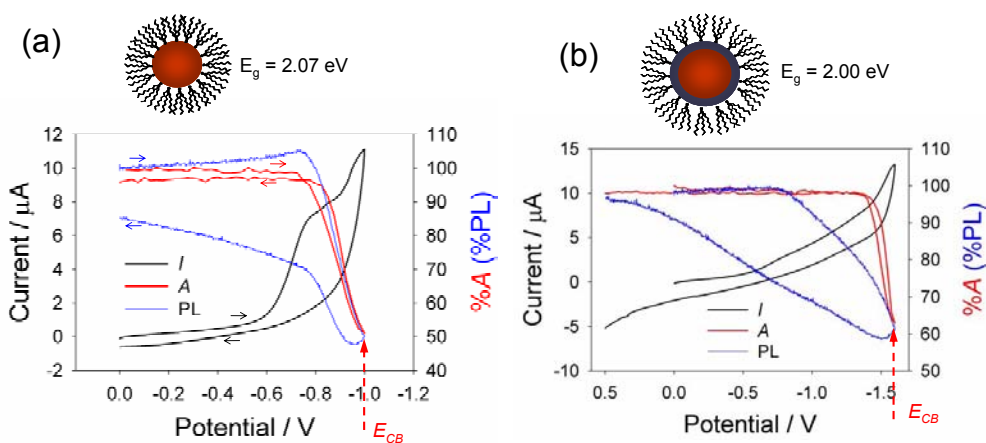 (a)
E_g = 2.07 eV
12
10
8
6
4
2
0
-2
Current / μA
110
100
90
80
70
60
50
40
%A (%PL)
I
A
PL
0.0 -0.2 -0.4 -0.6 -0.8 -1.0 -1.2
Potential / V
E_CB
(b)
E_g = 2.00 eV
15
10
5
0
-5
-10
Current / μA
110
100
90
80
70
60
50
%A (%PL)
I
A
PL
0.5 0.0 -0.5 -1.0 -1.5
Potential / V
E_CB